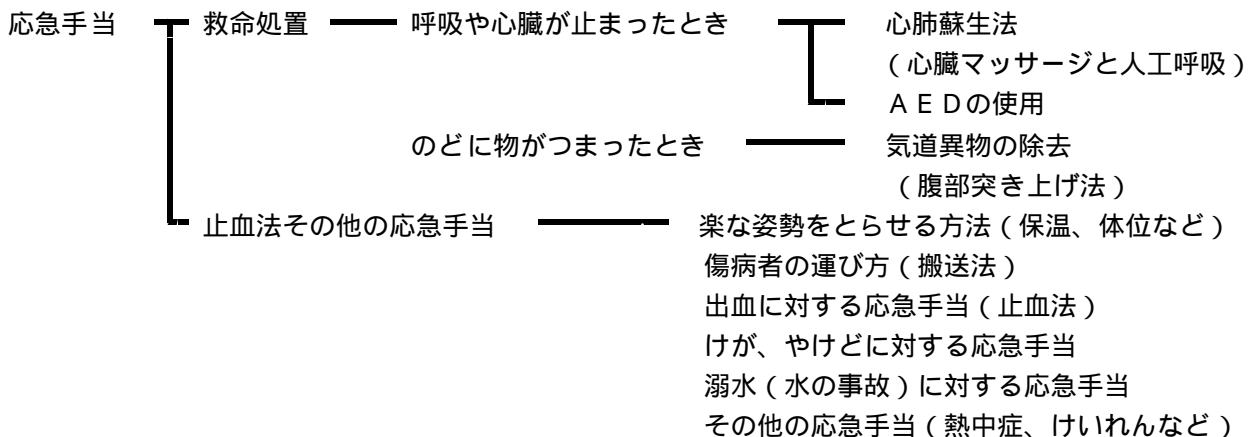 応急手当 救命処置 呼吸や心臓が止まったとき 心肺蘇生法
(心臓マッサージと人工呼吸)
AEDの使用
のどに物がつまったとき 気道異物の除去
(腹部突き上げ法)
止血法その他の応急手当 楽な姿勢をとらせる方法(保温、体位など)
傷病者の運び方(搬送法)
出血に対する応急手当(止血法)
けが、やけどに対する応急手当
溺水(水の事故)に対する応急手当
その他の応急手当(熱中症、けいれんなど)